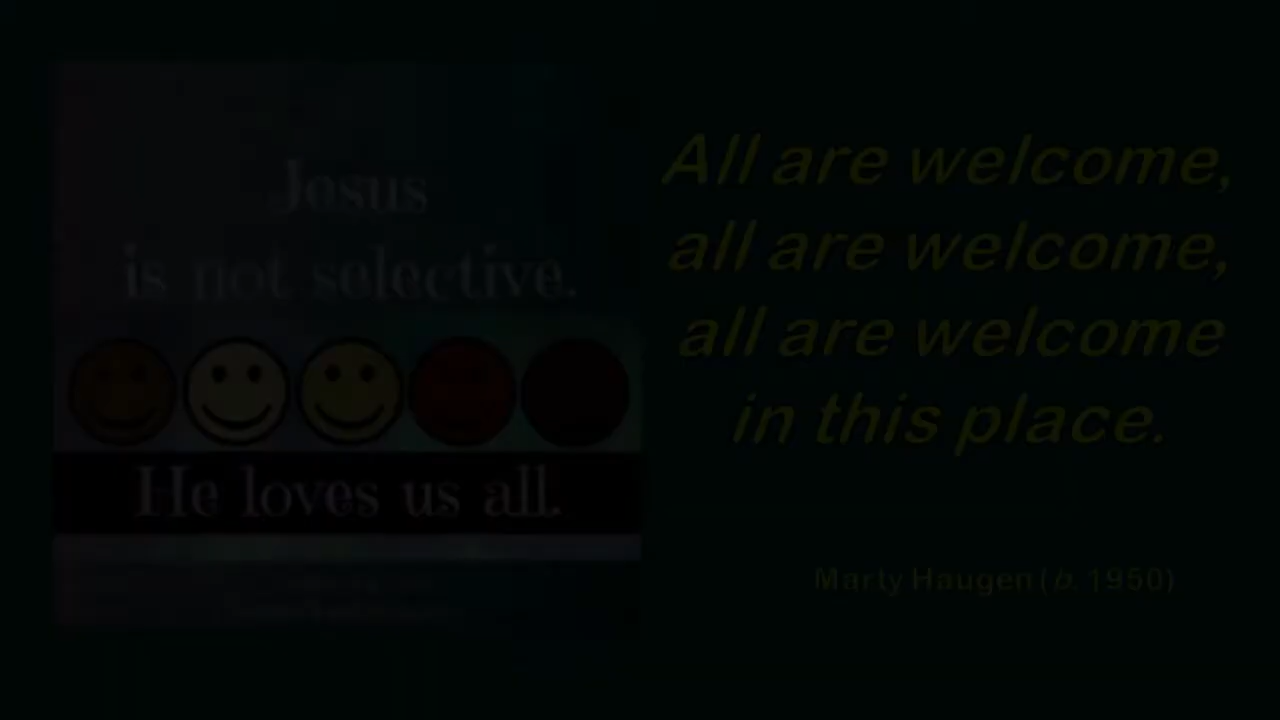 Jesus
is not selective.
He loves us all.
All are welcome,
all are welcome,
all are welcome
in this place.
Marty Haugen (b. 1950)